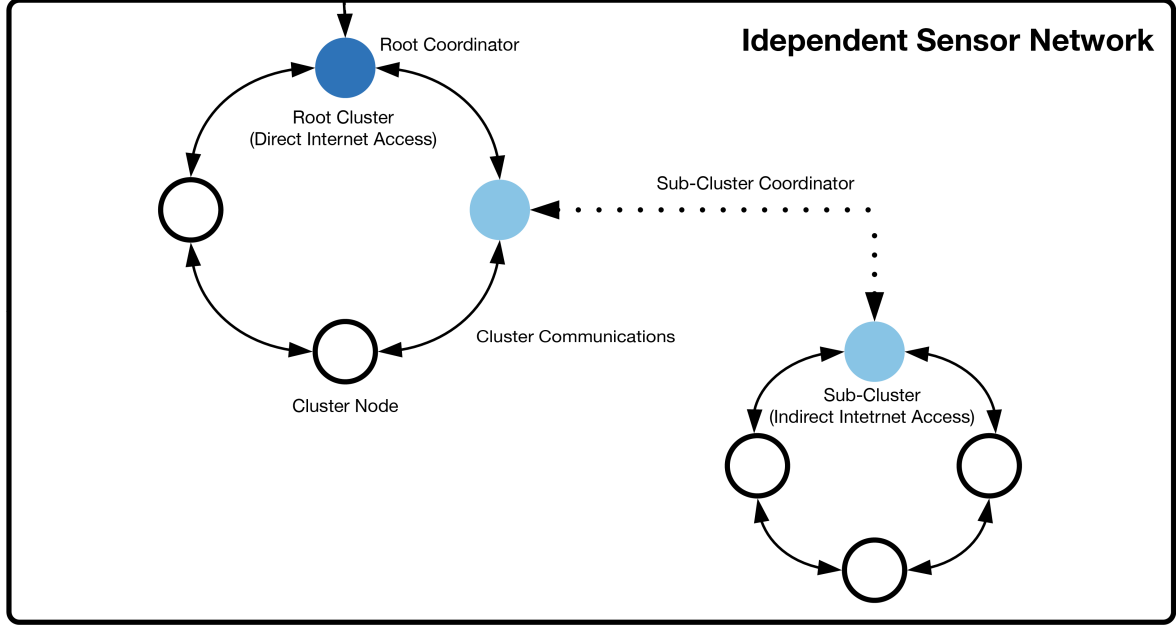 Idependent Sensor Network
Root Coordinator
Root Cluster
(Direct Internet Access)
Sub-Cluster Coordinator
Cluster Communications
Cluster Node
Sub-Cluster
(Indirect Intetrnet Access)